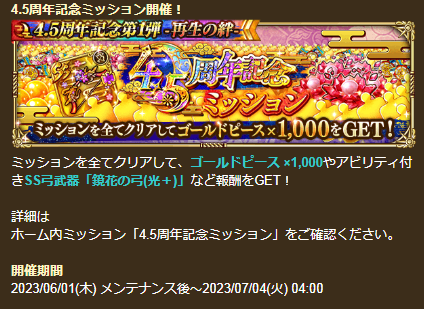 4.5周年記念ミッション開催！
4.5周年記念第1弾 -再生の絆-
4.5周年記念
ミッション
ミッションを全てクリアしてゴールドピース×1,000をGET！
ミッションを全てクリアして、ゴールドピース ×1,000やアビリティ付
きSS弓武器「鏡花の弓(光＋)」など報酬をGET！
詳細は
ホーム内ミッション「4.5周年記念ミッション」をご確認ください。
開催期間
2023/06/01(木) メンテナンス後～2023/07/04(火) 04:00